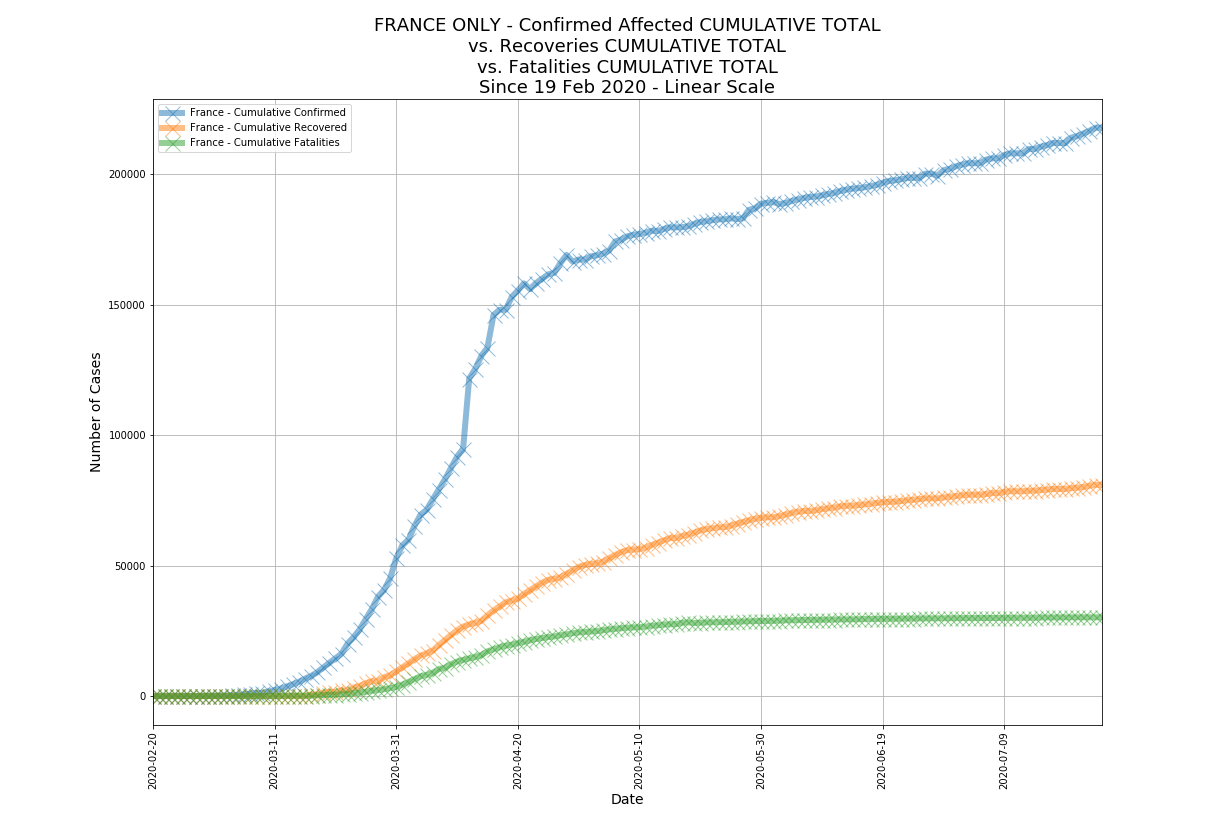 FRANCE ONLY - Confirmed Affected CUMULATIVE TOTAL
vs. Recoveries CUMULATIVE TOTAL
vs. Fatalities CUMULATIVE TOTAL
Since 19 Feb 2020 - Linear Scale
France - Cumulative Confirmed
France - Cumulative Recovered
France - Cumulative Fatalities
Number of Cases
200000
150000
100000
50000
0
2020-02-20
2020-03-11
2020-03-31
2020-04-20
2020-05-10
2020-05-30
2020-06-19
2020-07-09
Date